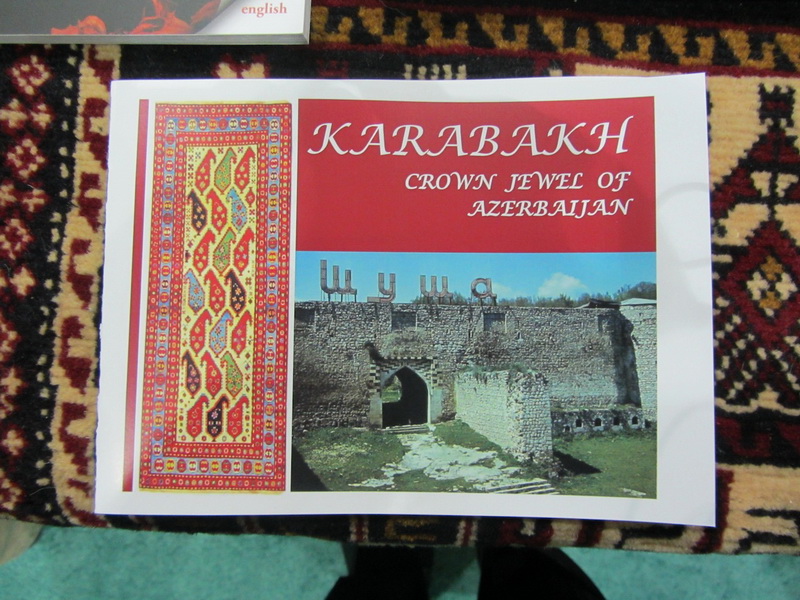 english
KARABAKH
CROWN JEWEL OF
AZERBAIJAN
шуша